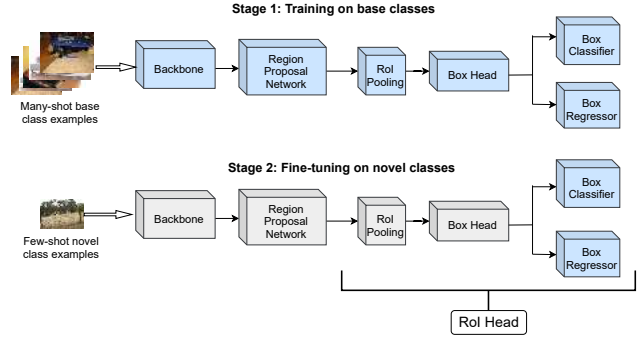 Stage 1: Training on base classes
Many-shot base
class examples
Backbone
Region
Proposal
Network
RoI
Pooling
Box Head
Box
Classifier
Box
Regressor
Stage 2: Fine-tuning on novel classes
Few-shot novel
class examples
Backbone
Region
Proposal
Network
RoI
Pooling
Box Head
Box
Classifier
Box
Regressor
RoI Head